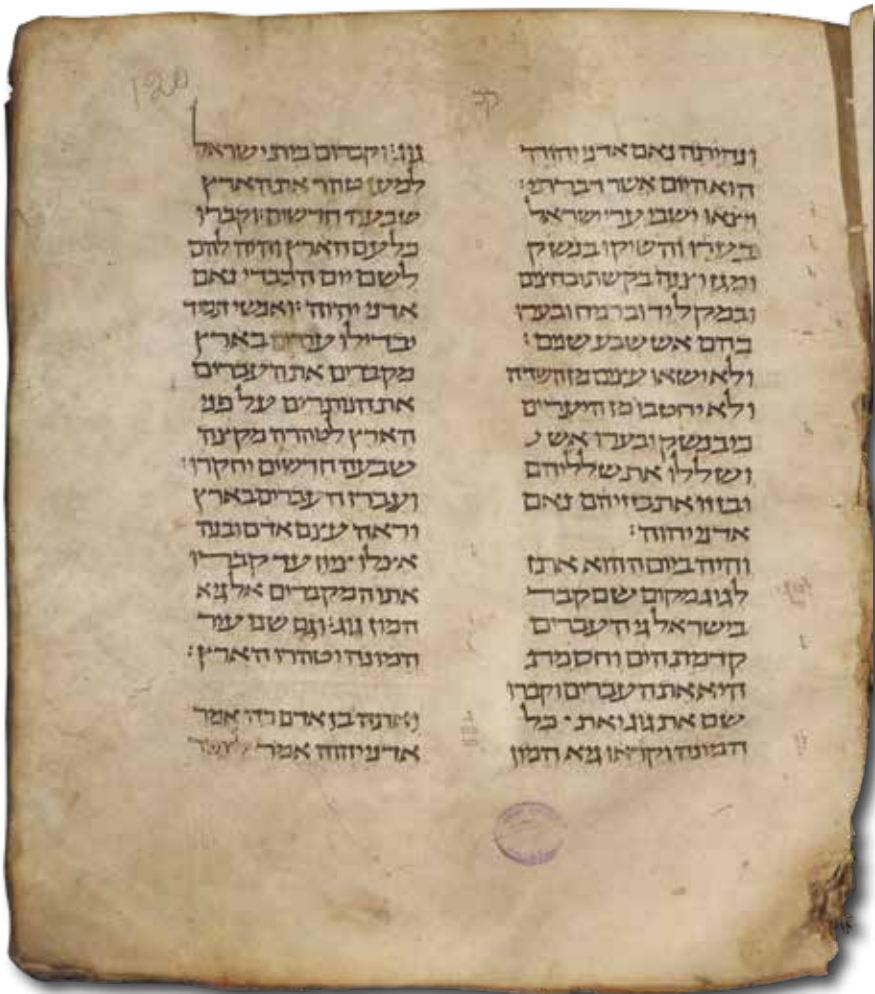 120
קכ
ונהיתה נאם אדני יהוה
הוא היום אשר דברתי:
ויצאו ישבי ערי ישראל
ובערו והשיקו בנשק
ומגן וצנה בקשת ובחצים
ובמקל יד וברמח ובערו
בהם אש שבע שנים:
ולא ישאו עצים מן השדה
ולא יחטבו מן היערים
כי בנשק ובערו אש
ושללו את שלליהם
ובזזו את בזזיהם נאם
אדני יהוה:
והיה ביום ההוא אתן
לגוג מקום שם קבר
בישראל גי העברים
קדמת הים וחסמת
היא את העברים וקברו
שם את גוג ואת כל
המונה וקראו גיא המון
גוג: וקברום בית ישראל
למען טהר את הארץ
שבעה חדשים: וקברו
כל עם הארץ והיה להם
לשם יום הכבדי נאם
אדני יהוה: ואנשי תמיד
יבדילו עברים בארץ
מקברים את העברים
את הנותרים על פני
הארץ לטהרה מקצה
שבעה חדשים יחקרו:
ועברו העברים בארץ
וראה עצם אדם ובנה
אצלו ציון עד קברו
אתו המקברים אל גיא
המון גוג: וגם שם עיר
המונה וטהרו הארץ:
ואתה בן אדם כה אמר
אדני יהוה אמר לצפור